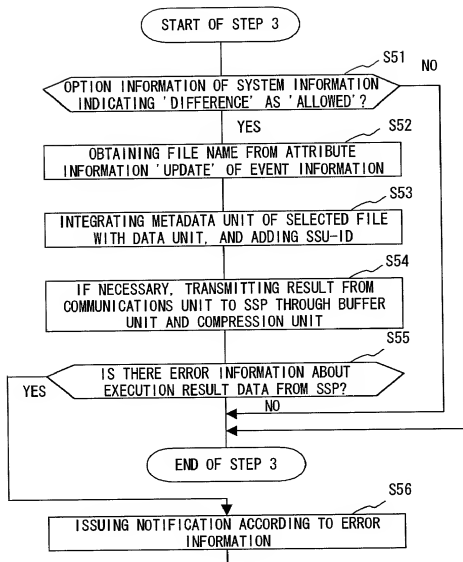 START OF STEP 3
S51
OPTION INFORMATION OF SYSTEM INFORMATION
INDICATING 'DIFFERENCE' AS 'ALLOWED'?
NO
YES
S52
OBTAINING FILE NAME FROM ATTRIBUTE
INFORMATION 'UPDATE' OF EVENT INFORMATION
S53
INTEGRATING METADATA UNIT OF SELECTED FILE
WITH DATA UNIT, AND ADDING SSU-ID
S54
IF NECESSARY, TRANSMITTING RESULT FROM
COMMUNICATIONS UNIT TO SSP THROUGH BUFFER
UNIT AND COMPRESSION UNIT
S55
IS THERE ERROR INFORMATION ABOUT
EXECUTION RESULT DATA FROM SSP?
YES
NO
END OF STEP 3
S56
ISSUING NOTIFICATION ACCORDING TO ERROR
INFORMATION